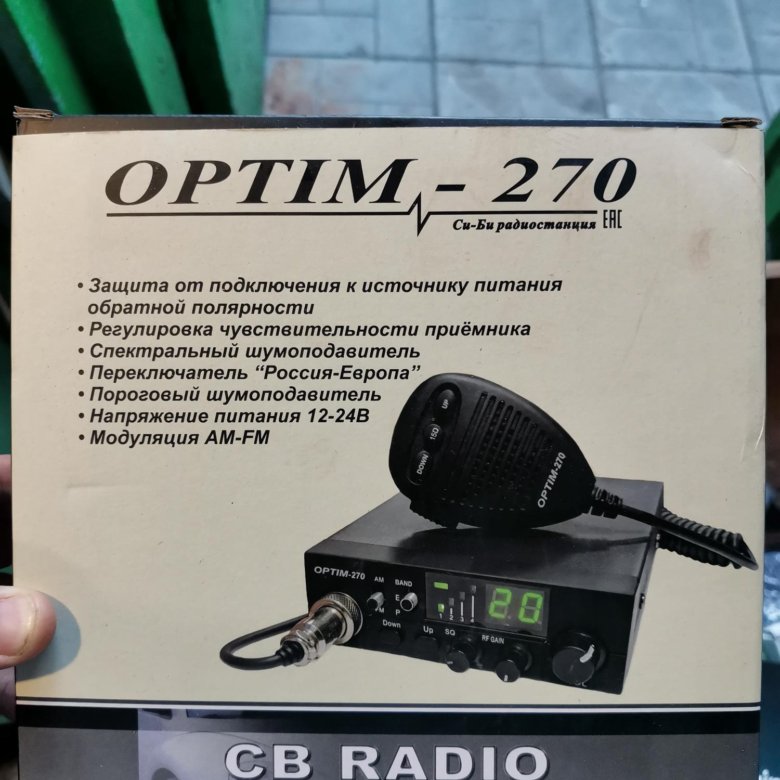 OPTIM - 270
Си-Би радиостанция EAC
• Защита от подключения к источнику питания
обратной полярности
• Регулировка чувствительности приёмника
• Спектральный шумоподавитель
• Переключатель “Россия-Европа”
• Пороговый шумоподавитель
• Напряжение питания 12-24В
• Модуляция AM-FM
UP
ISQ
DOWN
OPTIM-270
OPTIM-270
AM BAND
E
P
20
Down Up SQ RF GAIN
CB RADIO